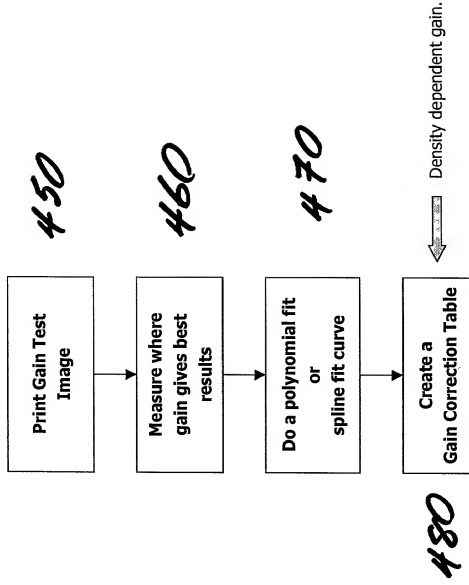 450
Print Gain Test
Image
460
Measure where
gain gives best
results
470
Do a polynomial fit
or
spline fit curve
480
Create a
Gain Correction Table
Density dependent gain.